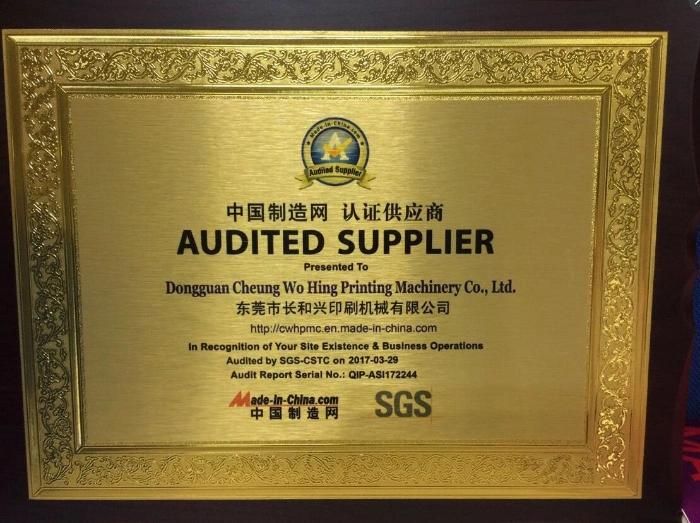 Made-in-China.com
Audited Supplier
中国制造网 认证供应商
AUDITED SUPPLIER
Presented To
Dongguan Cheung Wo Hing Printing Machinery Co., Ltd.
东莞市长和兴印刷机械有限公司
http://cwhpmc.en.made-in-china.com
In Recognition of Your Site Existence & Business Operations
Audited by SGS-CSTC on 2017-03-29
Audit Report Serial No.: QIP-ASI172244
Made-in-China.com
中国制造网
SGS